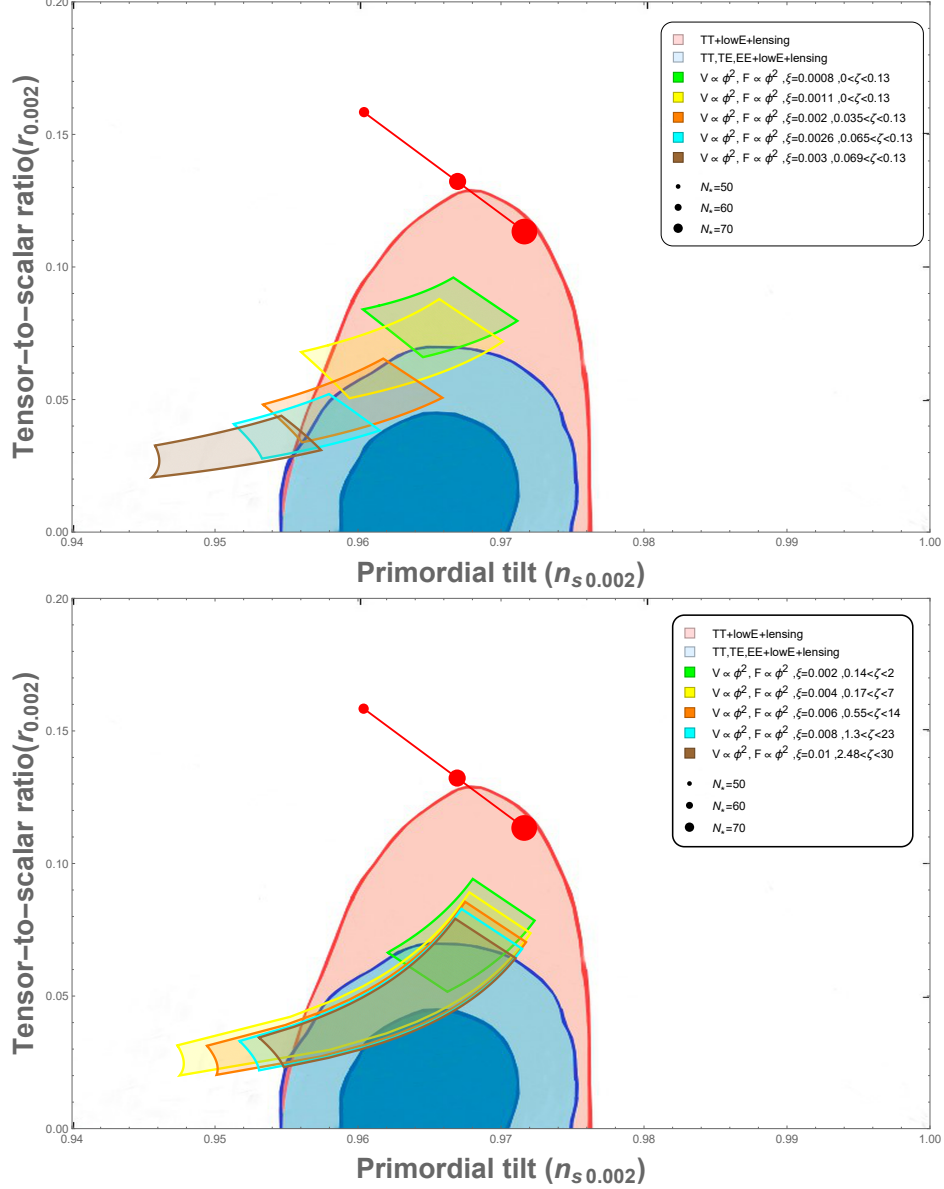 0.20
0.15
0.10
0.05
0.00
Tensor-to-scalar ratio(r0.002)
TT+lowE+lensing
TT,TE,EE+lowE+lensing
V ∝ ϕ², F ∝ ϕ² ,ξ=0.0008 ,0<ζ<0.13
V ∝ ϕ², F ∝ ϕ² ,ξ=0.0011 ,0<ζ<0.13
V ∝ ϕ², F ∝ ϕ² ,ξ=0.002 ,0.035<ζ<0.13
V ∝ ϕ², F ∝ ϕ² ,ξ=0.0026 ,0.065<ζ<0.13
V ∝ ϕ², F ∝ ϕ² ,ξ=0.003 ,0.069<ζ<0.13
N*=50
N*=60
N*=70
0.94 0.95 0.96 0.97 0.98 0.99 1.00
Primordial tilt (ns 0.002)
0.20
0.15
0.10
0.05
0.00
Tensor-to-scalar ratio(r0.002)
TT+lowE+lensing
TT,TE,EE+lowE+lensing
V ∝ ϕ², F ∝ ϕ² ,ξ=0.002 ,0.14<ζ<2
V ∝ ϕ², F ∝ ϕ² ,ξ=0.004 ,0.17<ζ<7
V ∝ ϕ², F ∝ ϕ² ,ξ=0.006 ,0.55<ζ<14
V ∝ ϕ², F ∝ ϕ² ,ξ=0.008 ,1.3<ζ<23
V ∝ ϕ², F ∝ ϕ² ,ξ=0.01 ,2.48<ζ<30
N*=50
N*=60
N*=70
0.94 0.95 0.96 0.97 0.98 0.99 1.00
Primordial tilt (ns 0.002)